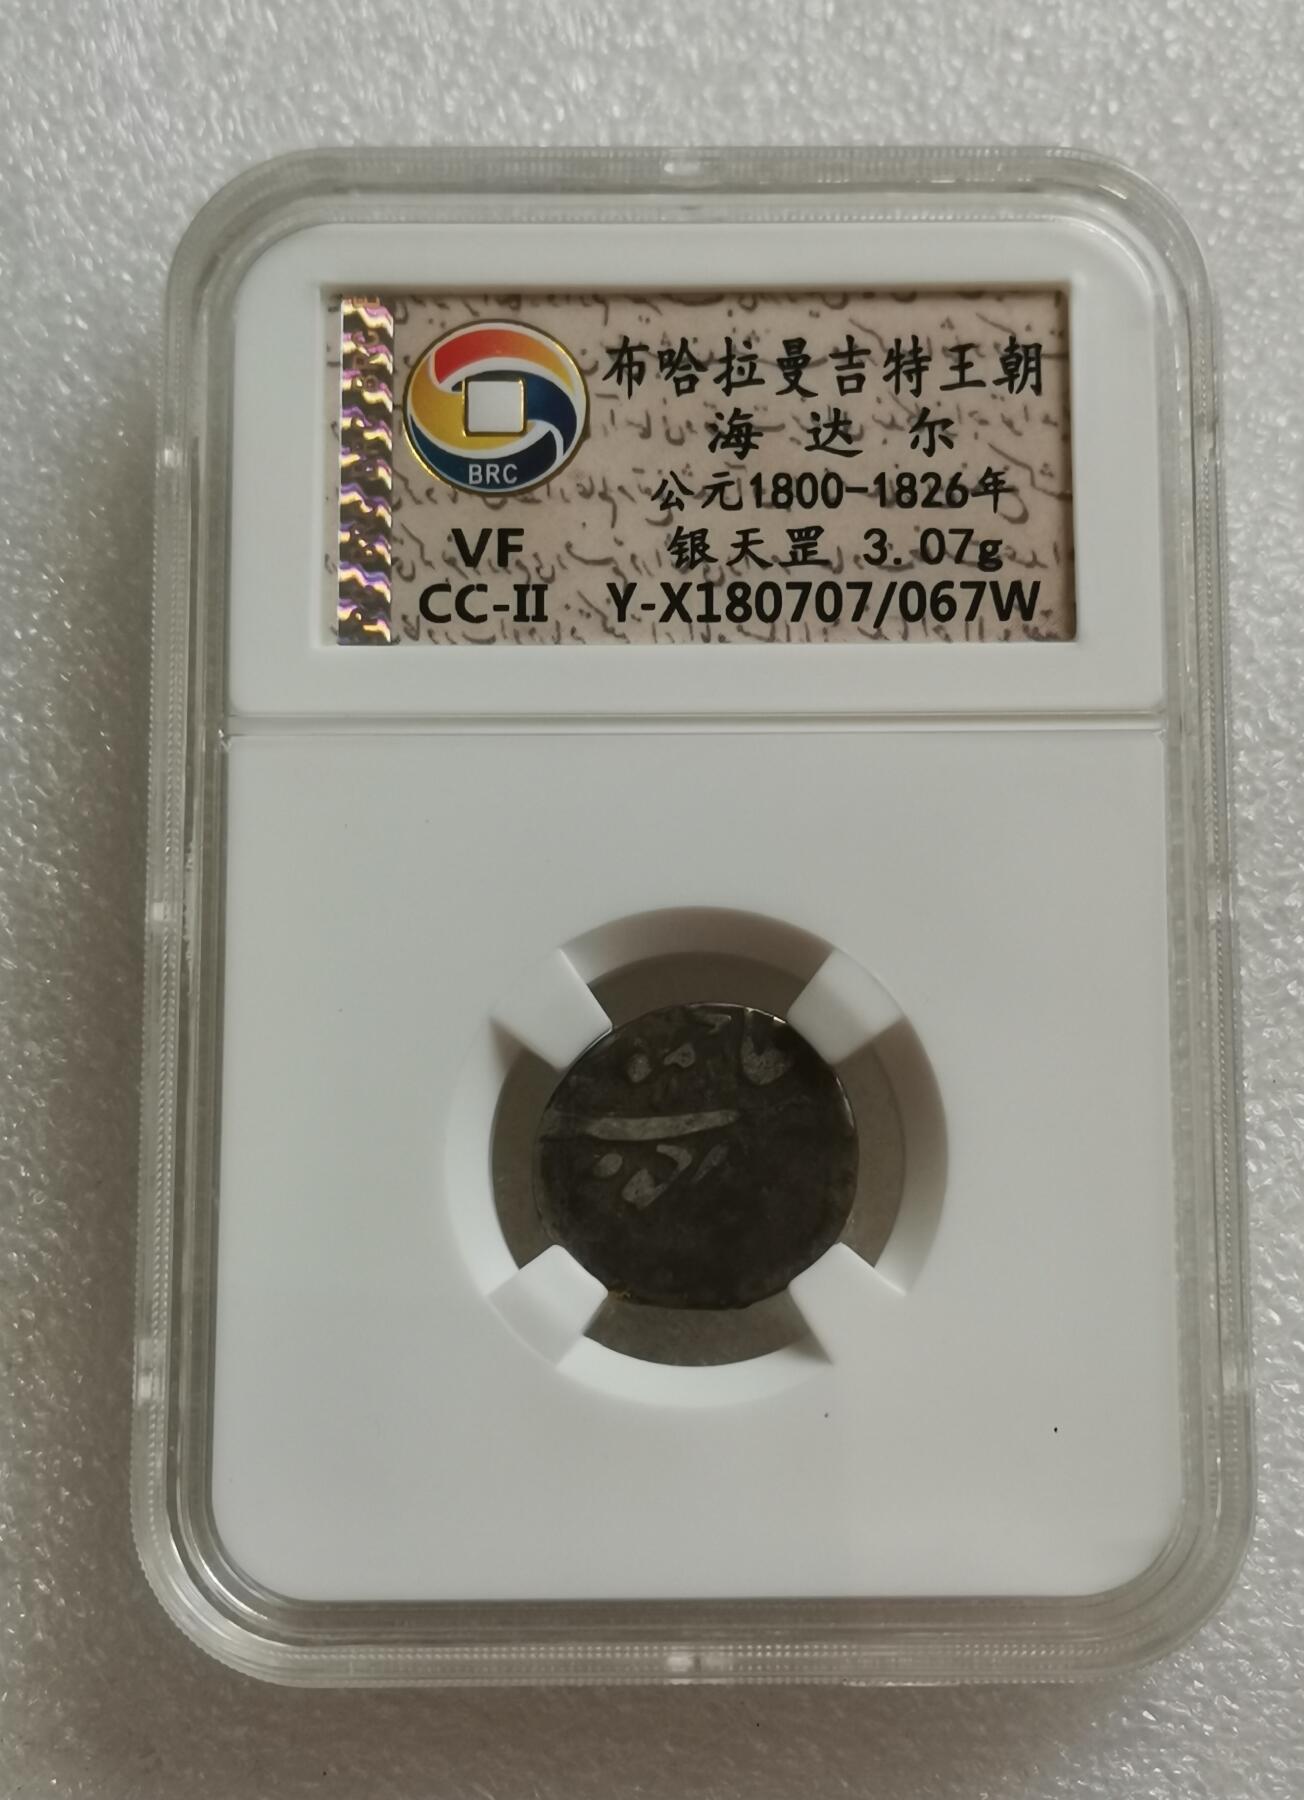 布哈拉曼吉特王朝
海达尔
公元1800-1826年
银天罡 3.07g
BRC
VF
CC-II Y-X180707/067W